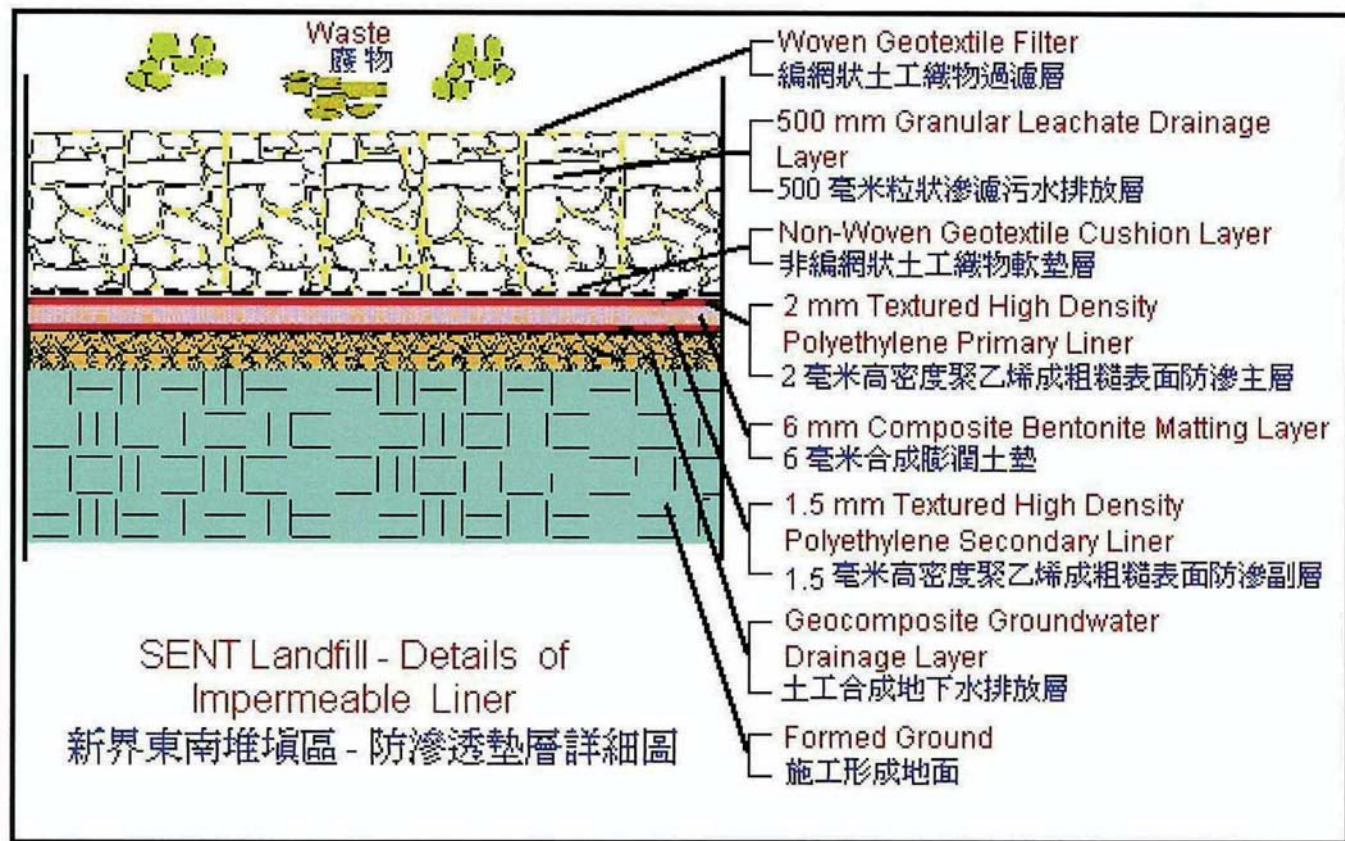 Waste
廢物
Woven Geotextile Filter
編網狀土工織物過濾層
500 mm Granular Leachate Drainage
Layer
500 毫米粒狀滲濾污水排放層
Non-Woven Geotextile Cushion Layer
非編網狀土工織物軟墊層
2 mm Textured High Density
Polyethylene Primary Liner
2 毫米高密度聚乙烯成粗糙表面防滲主層
6 mm Composite Bentonite Matting Layer
6 毫米合成膨潤土墊
1.5 mm Textured High Density
Polyethylene Secondary Liner
1.5 毫米高密度聚乙烯成粗糙表面防滲副層
Geocomposite Groundwater
Drainage Layer
土工合成地下水排放層
Formed Ground
施工形成地面
SENT Landfill - Details of
Impermeable Liner
新界東南堆塡區 - 防滲透墊層詳細圖